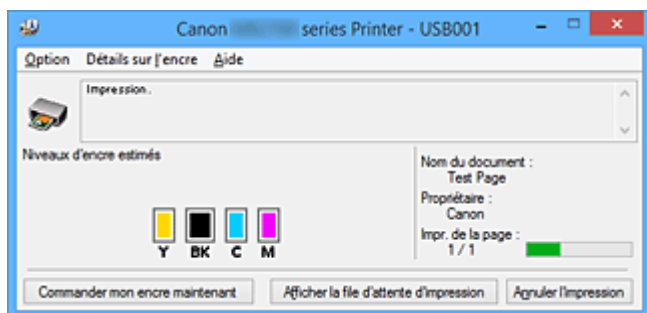 Canon series Printer - USB001
Option Détails sur l'encre Aide
Impression.
Niveaux d'encre estimés
Nom du document :
Test Page
Propriétaire :
Canon
Impr. de la page :
1 / 1
Y BK C M
Commander mon encre maintenant Afficher la file d'attente d'impression Annuler l'impression